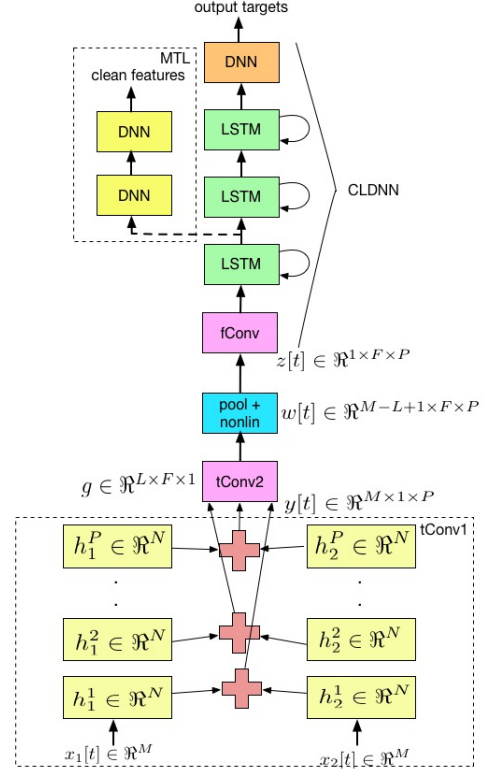 output targets
MTL
clean features
DNN
DNN
LSTM
DNN
LSTM
CLDNN
LSTM
fConv
z[t] ∈ ℜ^{1×F×P}
pool +
nonlin
w[t] ∈ ℜ^{M−L+1×F×P}
g ∈ ℜ^{L×F×1}
tConv2
y[t] ∈ ℜ^{M×1×P}
tConv1
h_1^P ∈ ℜ^N
h_2^P ∈ ℜ^N
.
.
.
.
h_1^2 ∈ ℜ^N
h_2^2 ∈ ℜ^N
h_1^1 ∈ ℜ^N
h_2^1 ∈ ℜ^N
x_1[t] ∈ ℜ^M
x_2[t] ∈ ℜ^M